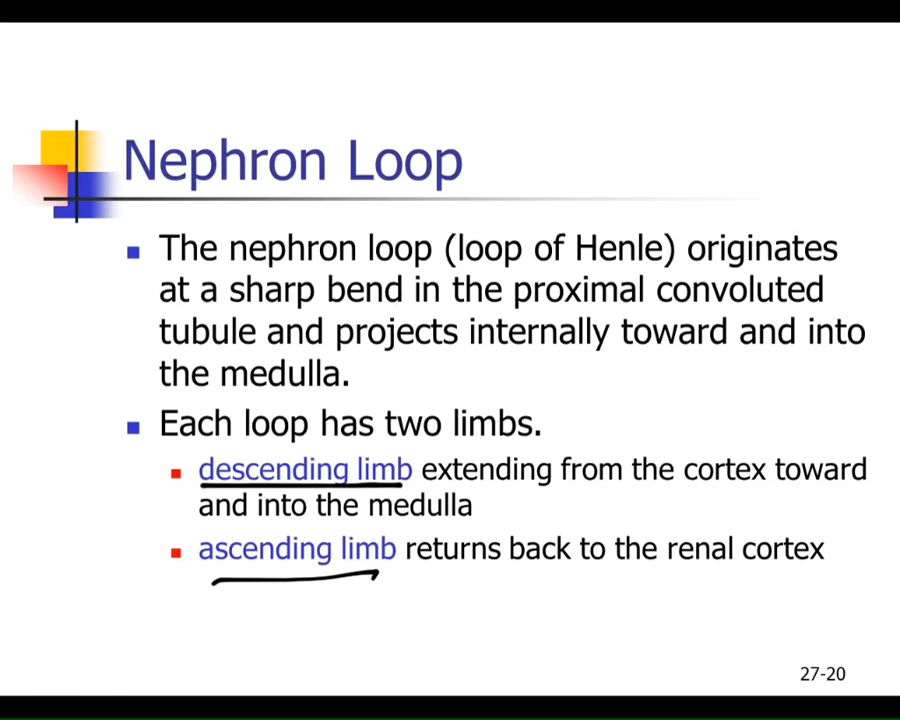 Nephron Loop
The nephron loop (loop of Henle) originates
at a sharp bend in the proximal convoluted
tubule and projects internally toward and into
the medulla.
Each loop has two limbs.
descending limb extending from the cortex toward
and into the medulla
ascending limb returns back to the renal cortex
27-20